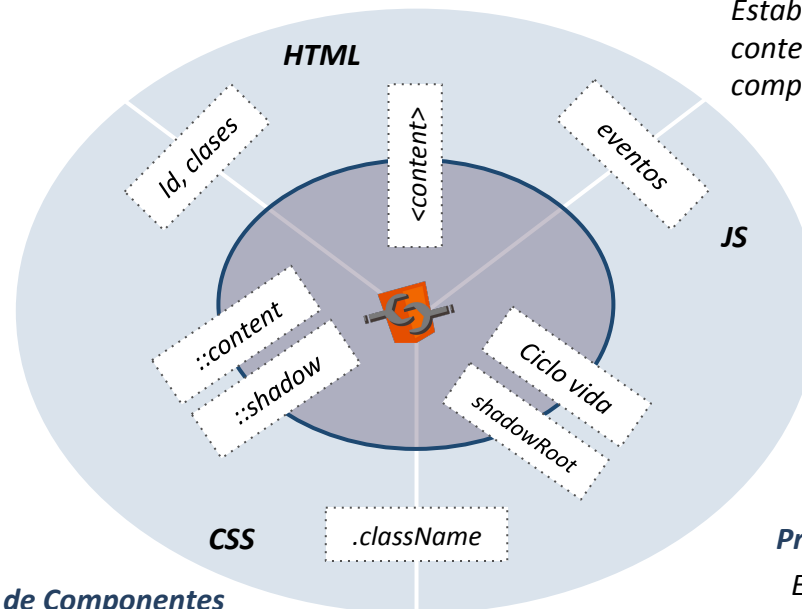 Estab
conte
comp
HTML
Id, clases
<content>
eventos
JS
::content
::shadow
Ciclo vida
shadowRoot
CSS
.className
Pr
E
de Componentes